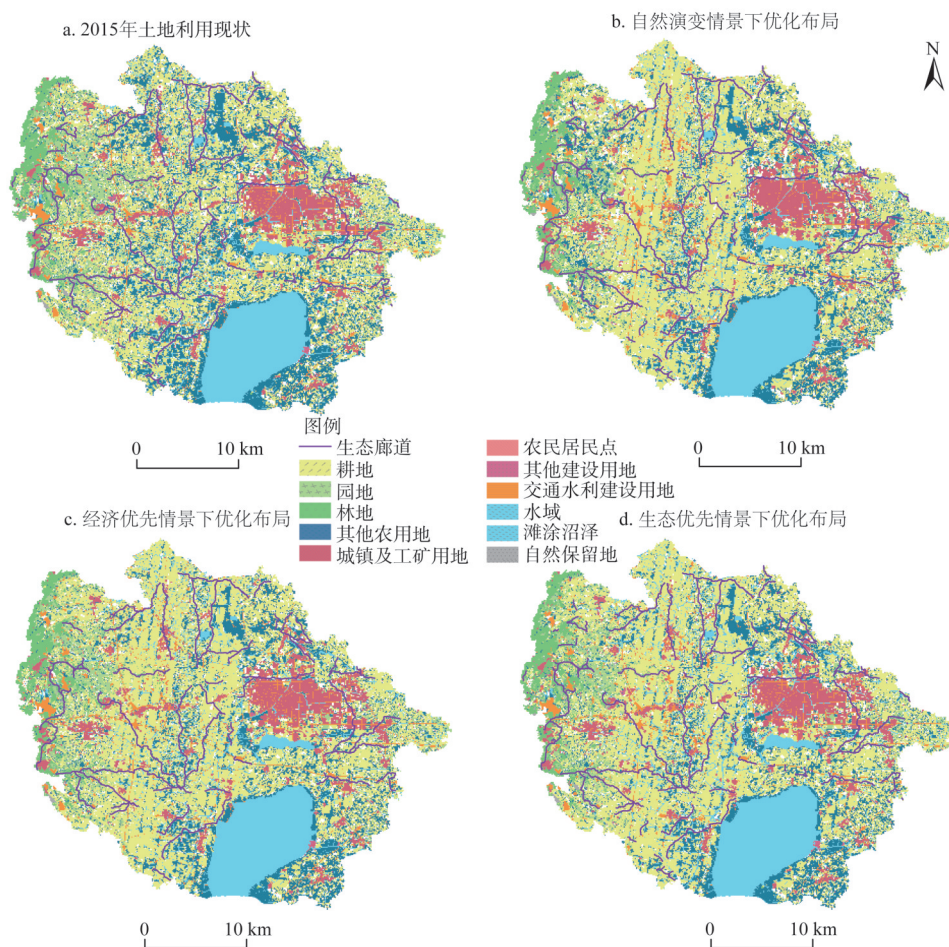 a. 2015年土地利用现状
b. 自然演变情景下优化布局
N
0 10 km
0 10 km
图例
生态廊道
耕地
园地
林地
其他农用地
城镇及工矿用地
农民居民点
其他建设用地
交通水利建设用地
水域
滩涂沼泽
自然保留地
c. 经济优先情景下优化布局
d. 生态优先情景下优化布局
0 10 km
0 10 km